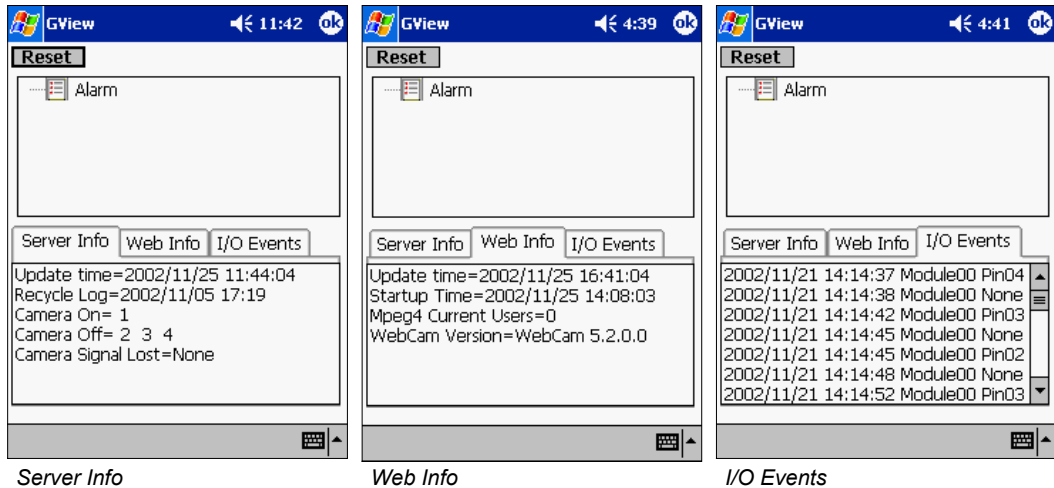 GView 11:42 ok
Reset
Alarm
Server Info Web Info I/O Events
Update time=2002/11/25 11:44:04
Recycle Log=2002/11/05 17:19
Camera On= 1
Camera Off= 2 3 4
Camera Signal Lost=None
Server Info
GView 4:39 ok
Reset
Alarm
Server Info Web Info I/O Events
Update time=2002/11/25 16:41:04
Startup Time=2002/11/25 14:08:03
Mpeg4 Current Users=0
WebCam Version=WebCam 5.2.0.0
Web Info
GView 4:41 ok
Reset
Alarm
Server Info Web Info I/O Events
2002/11/21 14:14:37 Module00 Pin04
2002/11/21 14:14:38 Module00 None
2002/11/21 14:14:42 Module00 Pin03
2002/11/21 14:14:45 Module00 None
2002/11/21 14:14:45 Module00 Pin02
2002/11/21 14:14:48 Module00 None
2002/11/21 14:14:52 Module00 Pin03
I/O Events